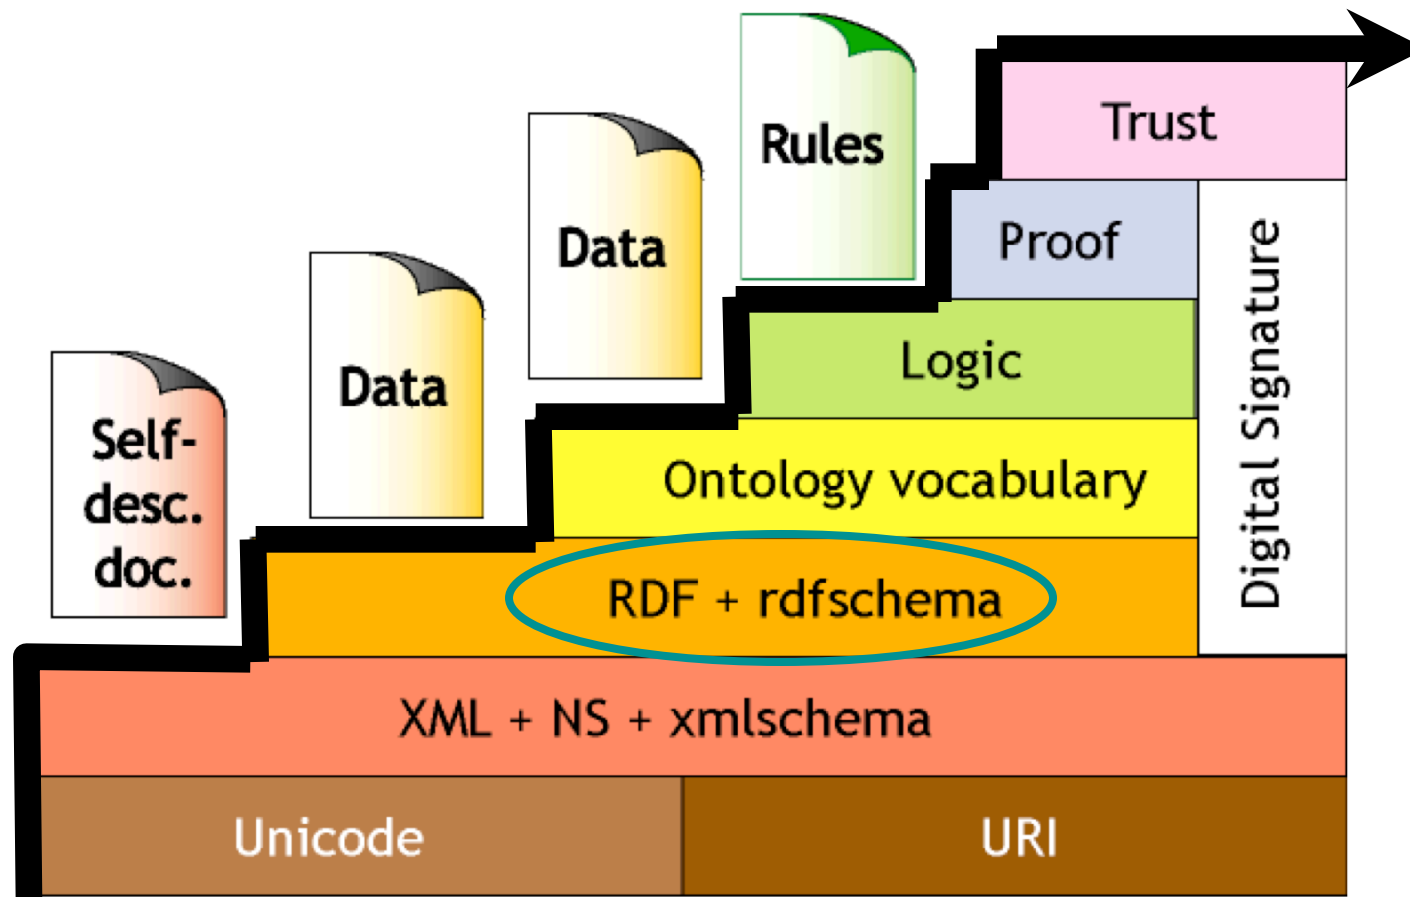 Rules
Trust
Data
Proof
Data
Logic
Self-
desc.
doc.
Ontology vocabulary
Digital Signature
RDF + rdfschema
XML + NS + xmlschema
Unicode
URI